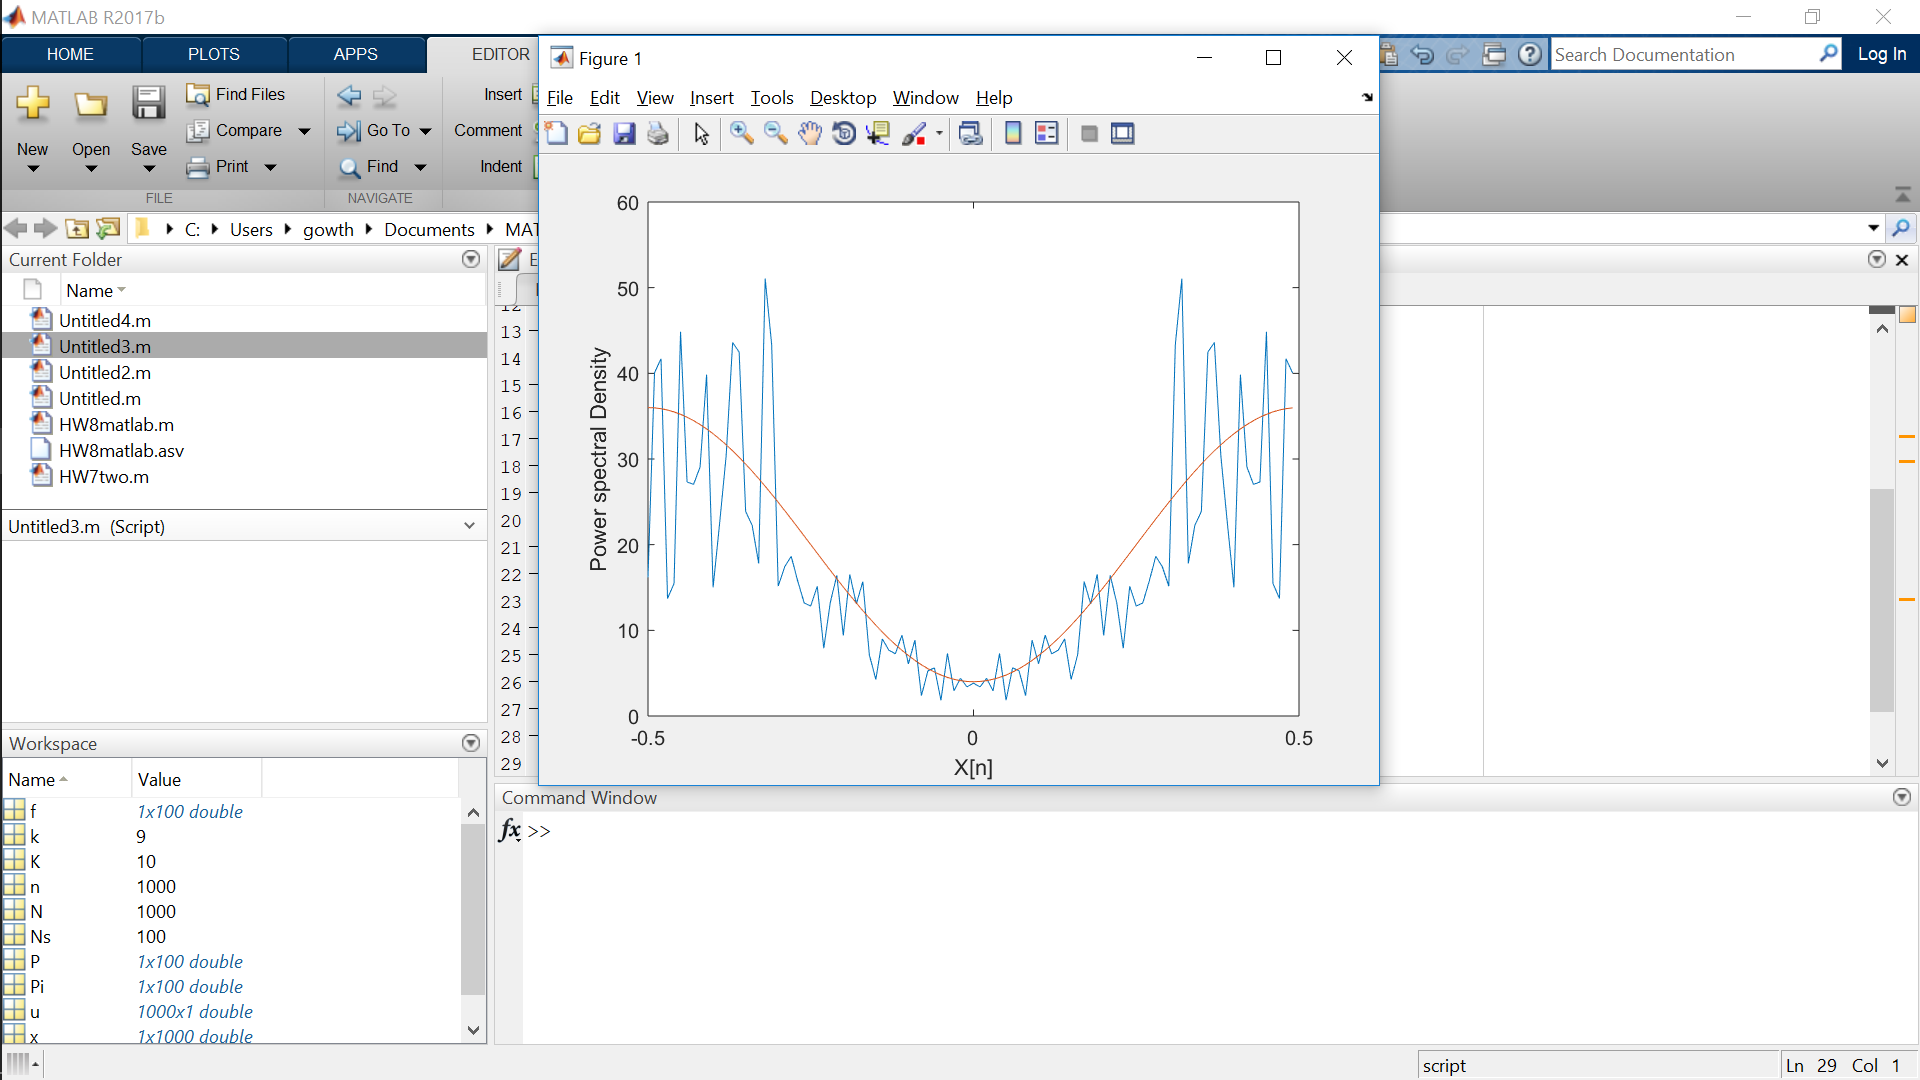 MATLAB R2017b
HOME PLOTS APPS EDITOR
Search Documentation Log In
Figure 1
File Edit View Insert Tools Desktop Window Help
New Open Save
Find Files
Compare
Print
FILE
Go To
Find
NAVIGATE
Insert
Comment
Indent
C: Users gowth Documents MAT
Current Folder
Name
Untitled4.m
Untitled3.m
Untitled2.m
Untitled.m
HW8matlab.m
HW8matlab.asv
HW7two.m
Untitled3.m (Script)
Workspace
Name Value
f 1x100 double
k 9
K 10
n 1000
N 1000
Ns 100
P 1x100 double
Pi 1x100 double
u 1000x1 double
x 1x1000 double
12
13
14
15
16
17
18
19
20
21
22
23
24
25
26
27
28
29
60
50
40
30
20
10
0
Power spectral Density
-0.5 0 0.5
X[n]
Command Window
fx >>
script
Ln 29 Col 1